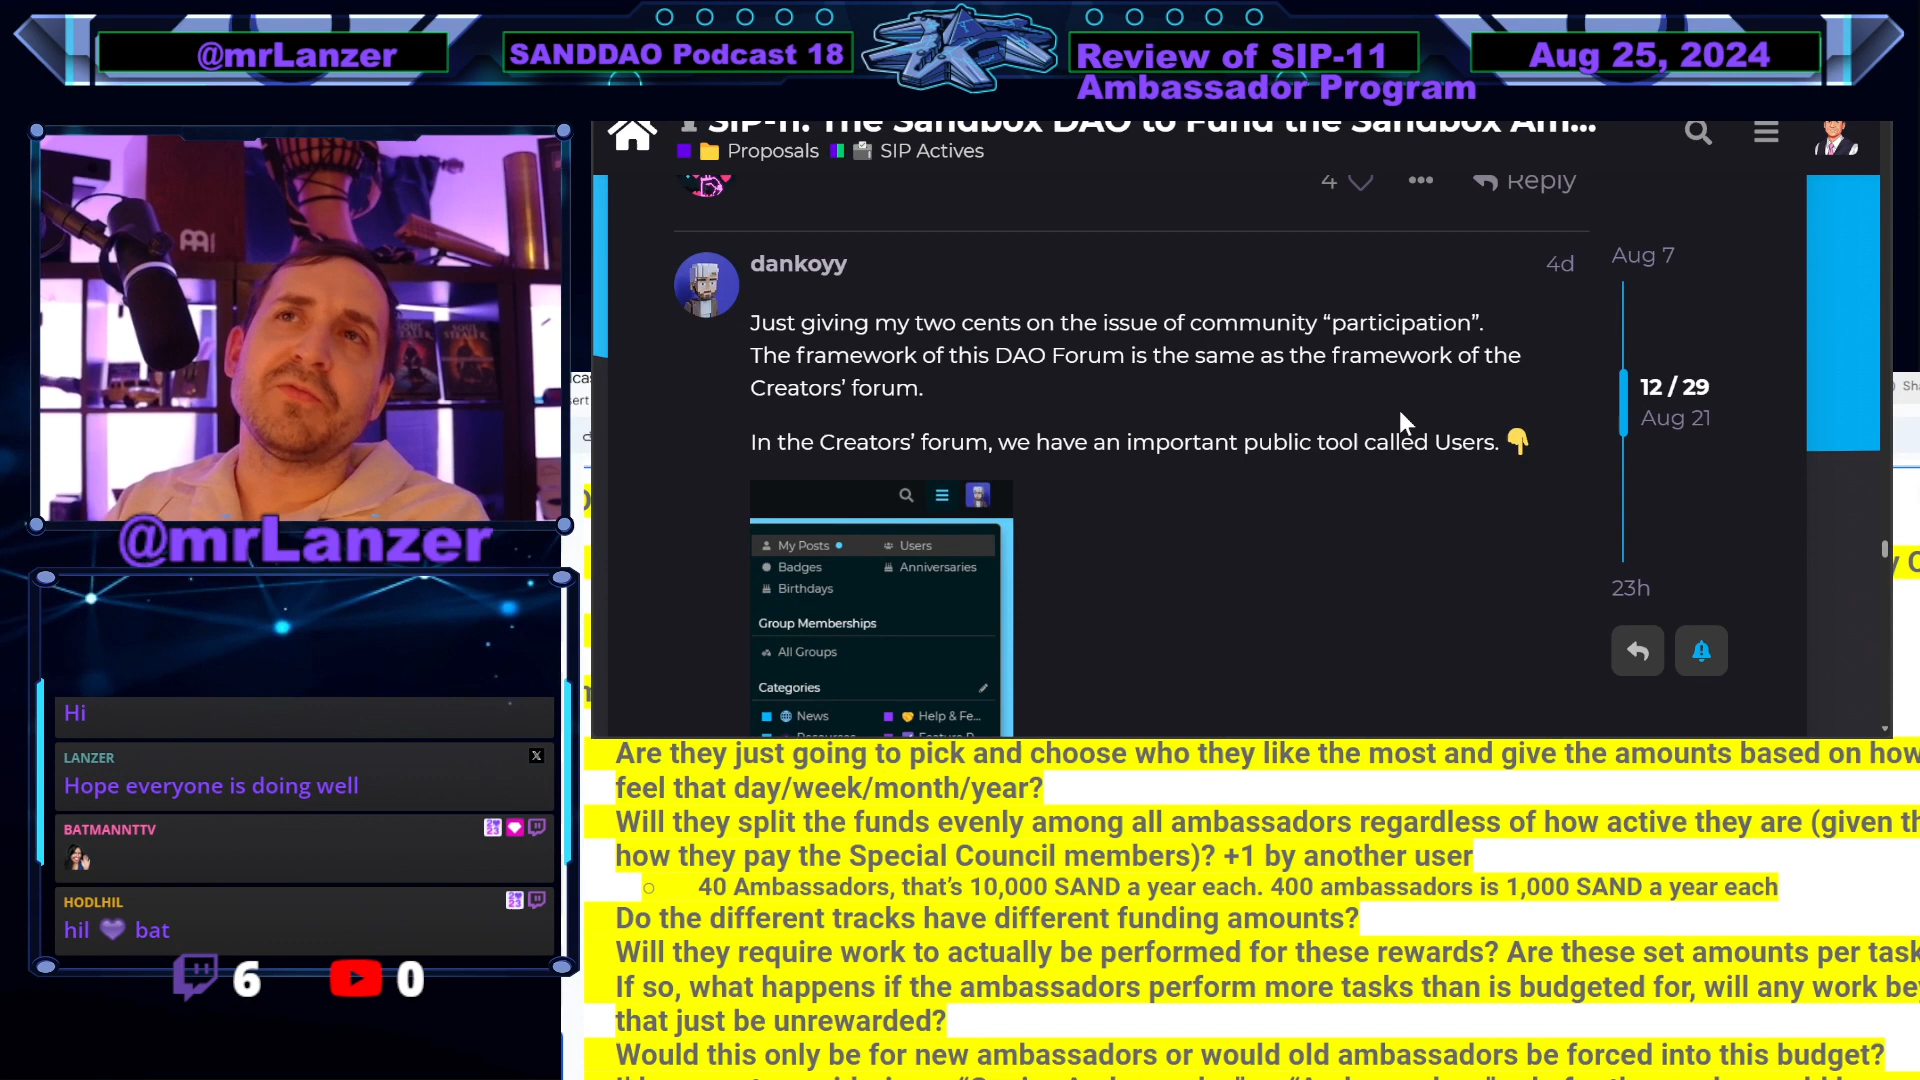 @mrLanzer
SANDDAO Podcast 18
Review of SIP-11
Ambassador Program
Aug 25, 2024
SIP-11: The Sandbox DAO to Fund the Sandbox Am...
Proposals SIP Actives
4 Reply
dankoyy
4d
Just giving my two cents on the issue of community “participation”.
The framework of this DAO Forum is the same as the framework of the
Creators’ forum.
In the Creators’ forum, we have an important public tool called Users.
My Posts Users
Badges Anniversaries
Birthdays
Group Memberships
All Groups
Categories
News Help & Fe...
Aug 7
12 / 29
Aug 21
23h
@mrLanzer
Hi
LANZER
Hope everyone is doing well
BATMANNTTV
HODLHIL
hil bat
6 0
Are they just going to pick and choose who they like the most and give the amounts based on how
feel that day/week/month/year?
Will they split the funds evenly among all ambassadors regardless of how active they are (given th
how they pay the Special Council members)? +1 by another user
40 Ambassadors, that’s 10,000 SAND a year each. 400 ambassadors is 1,000 SAND a year each
Do the different tracks have different funding amounts?
Will they require work to actually be performed for these rewards? Are these set amounts per task
If so, what happens if the ambassadors perform more tasks than is budgeted for, will any work bey
that just be unrewarded?
Would this only be for new ambassadors or would old ambassadors be forced into this budget?